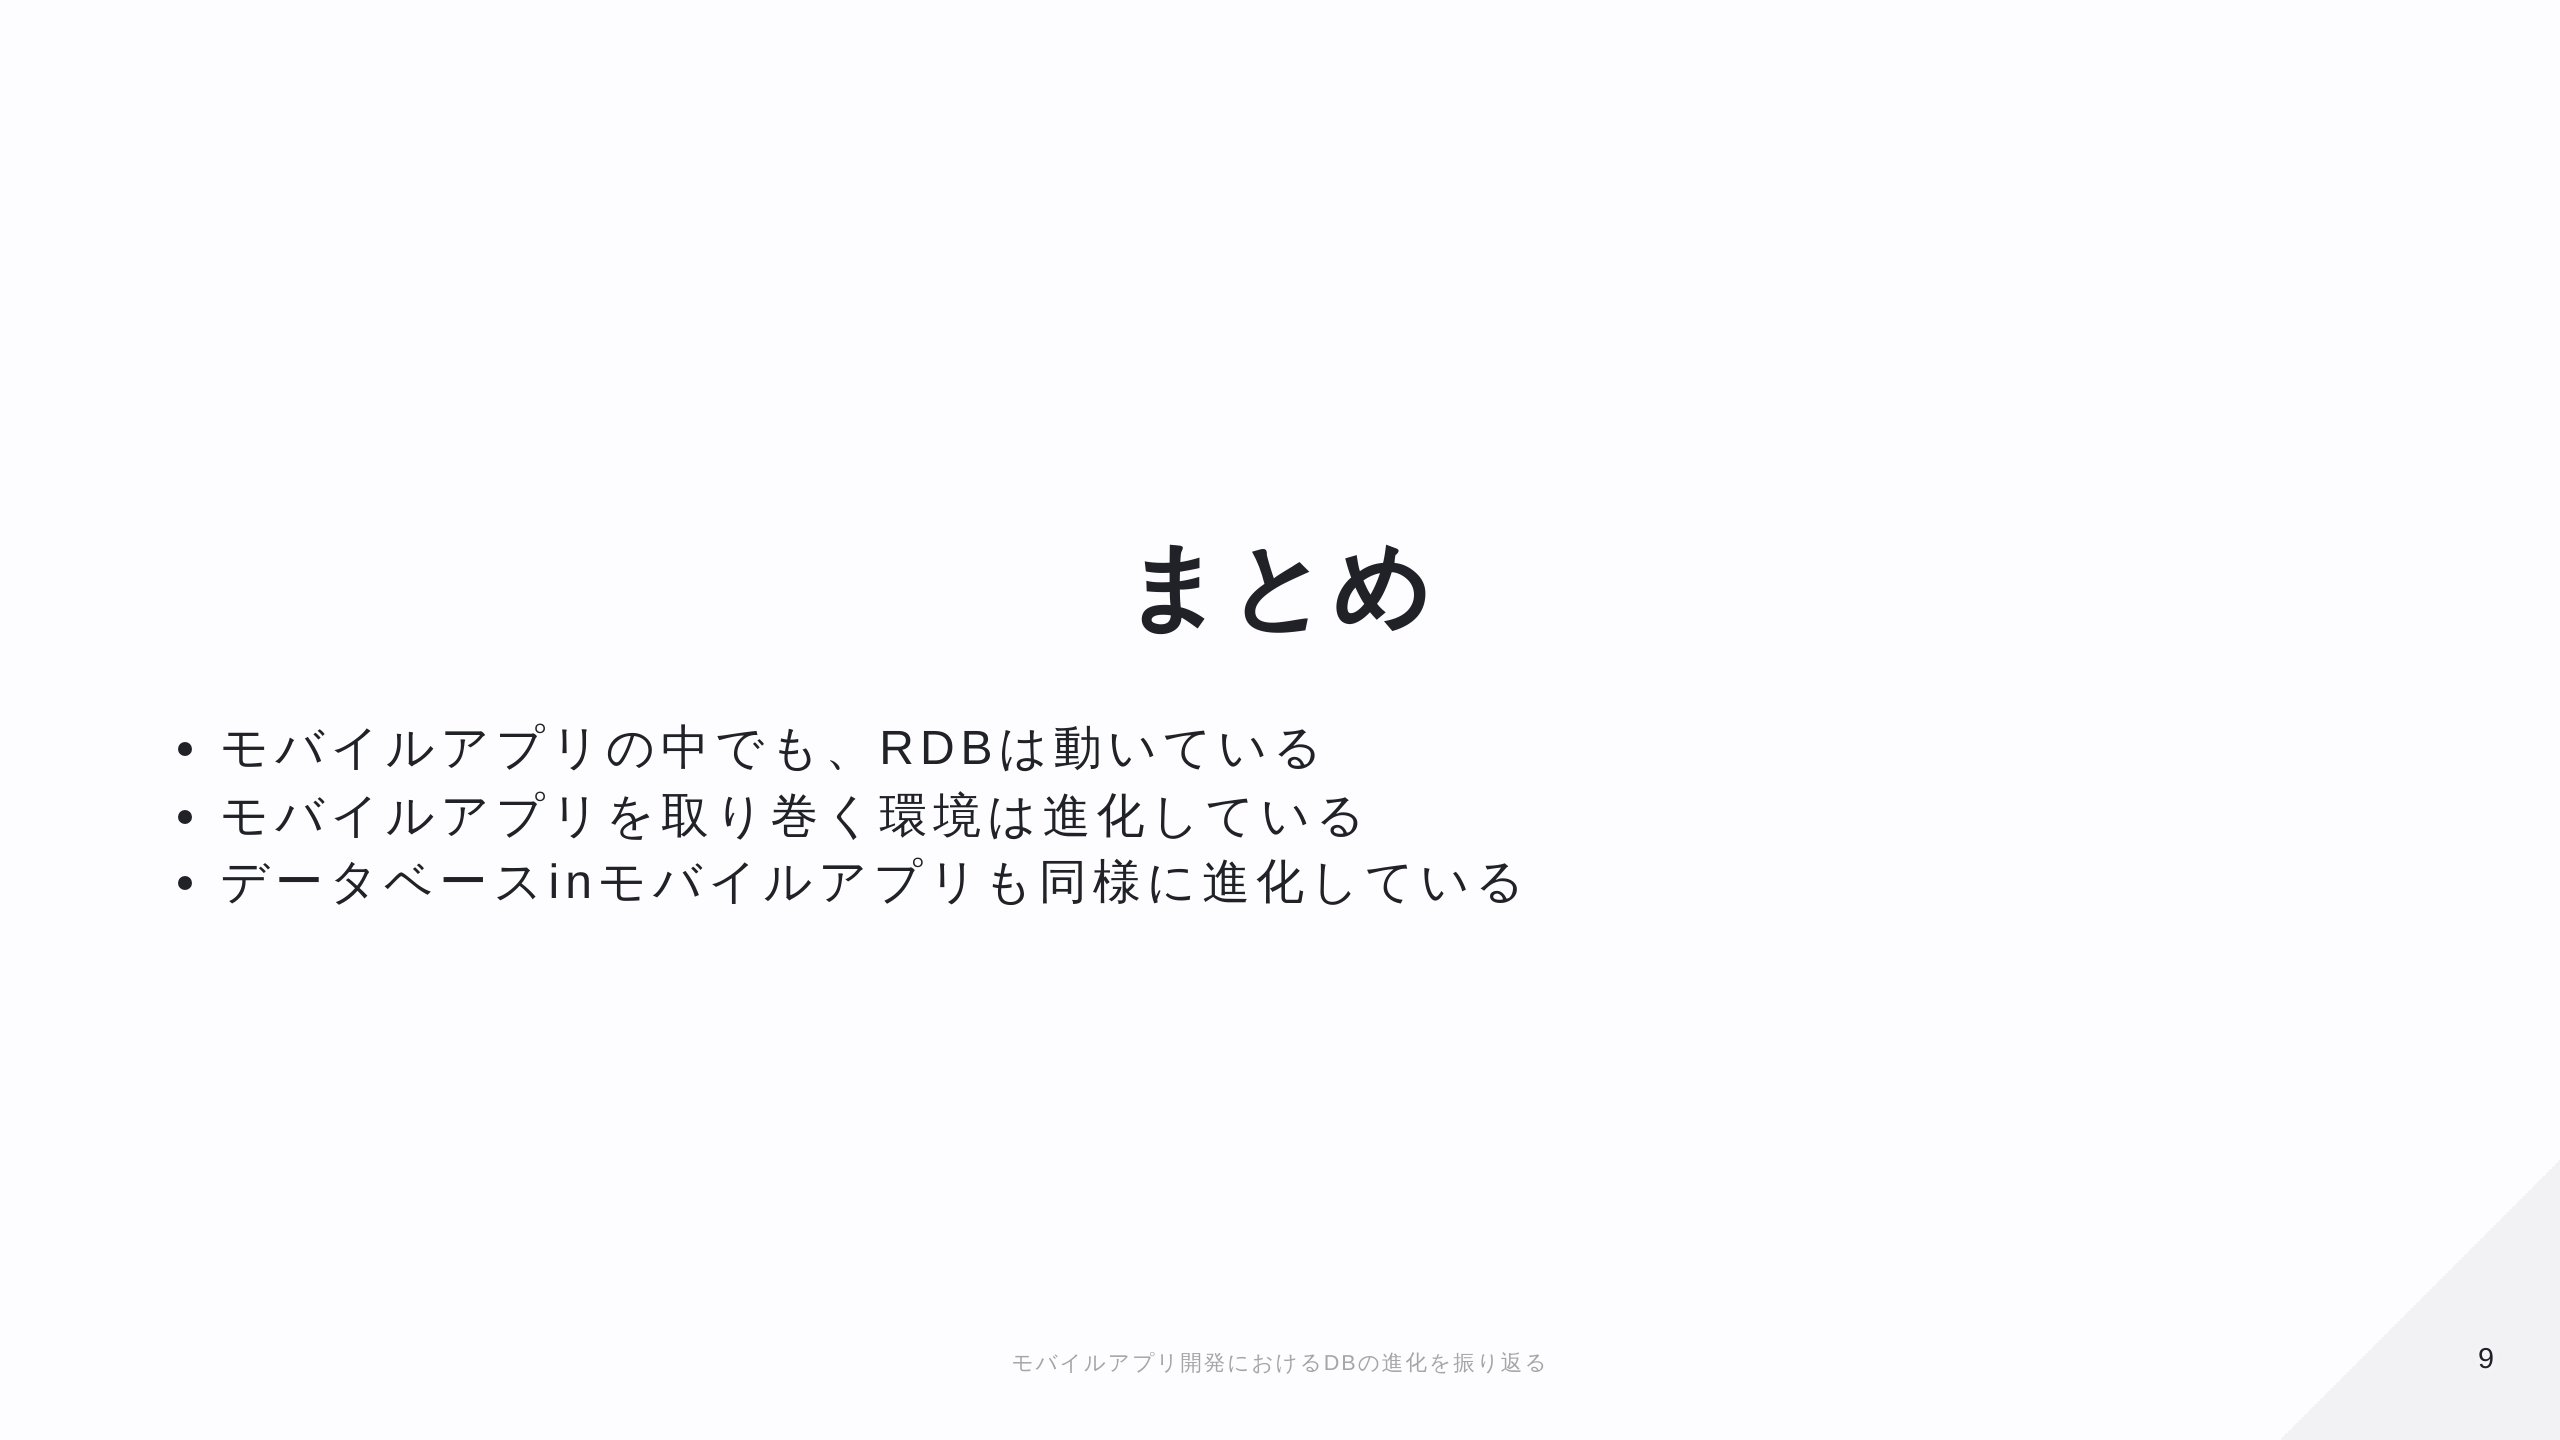 まとめ
• モバイルアプリの中でも、RDBは動いている
• モバイルアプリを取り巻く環境は進化している
• データベースinモバイルアプリも同様に進化している
モバイルアプリ開発におけるDBの進化を振り返る
9